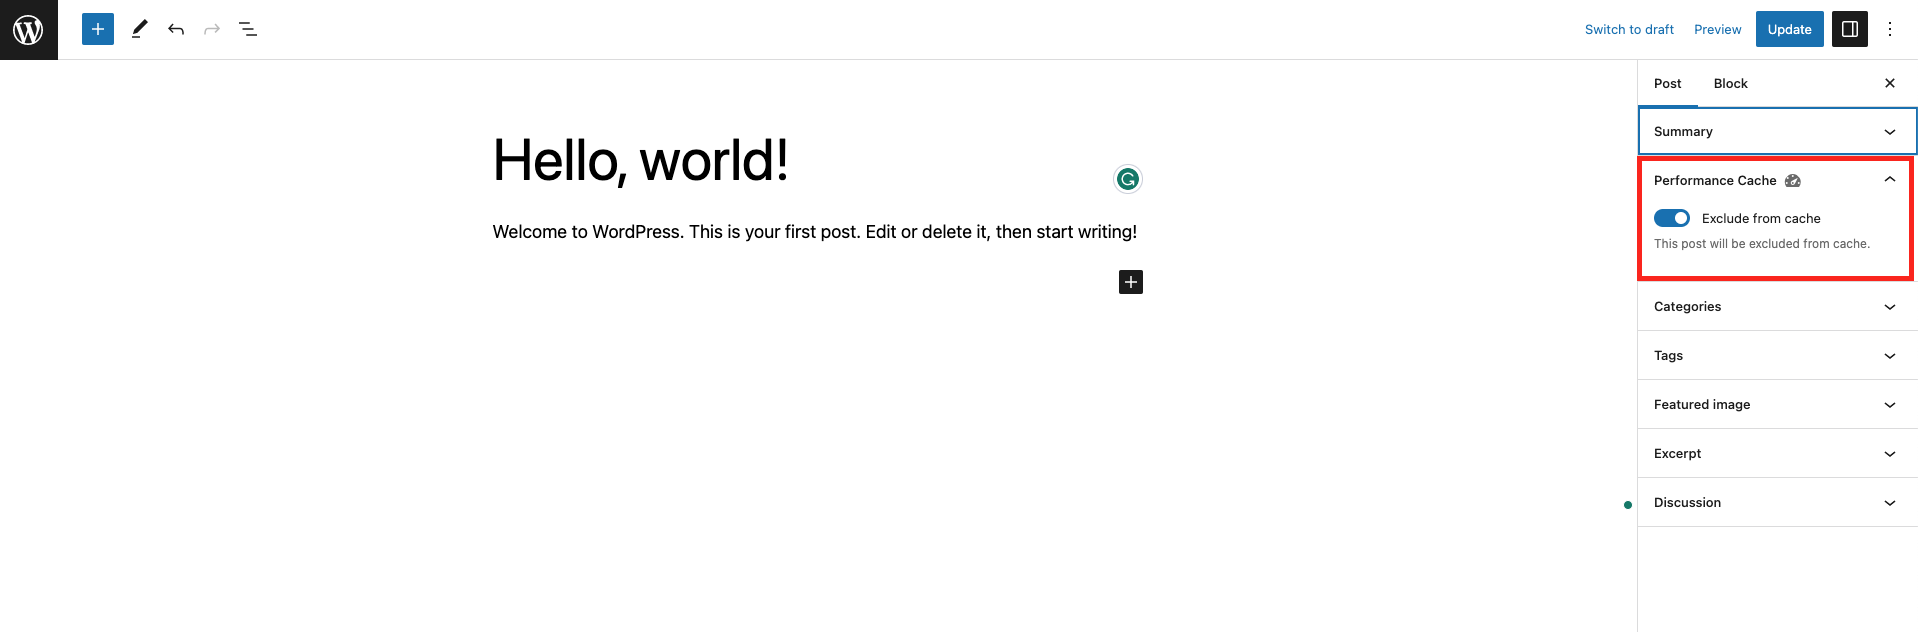 Switch to draft Preview Update
Post Block
Summary
Hello, world!
Performance Cache
Exclude from cache
Welcome to WordPress. This is your first post. Edit or delete it, then start writing!
This post will be excluded from cache.
Categories
Tags
Featured image
Excerpt
Discussion